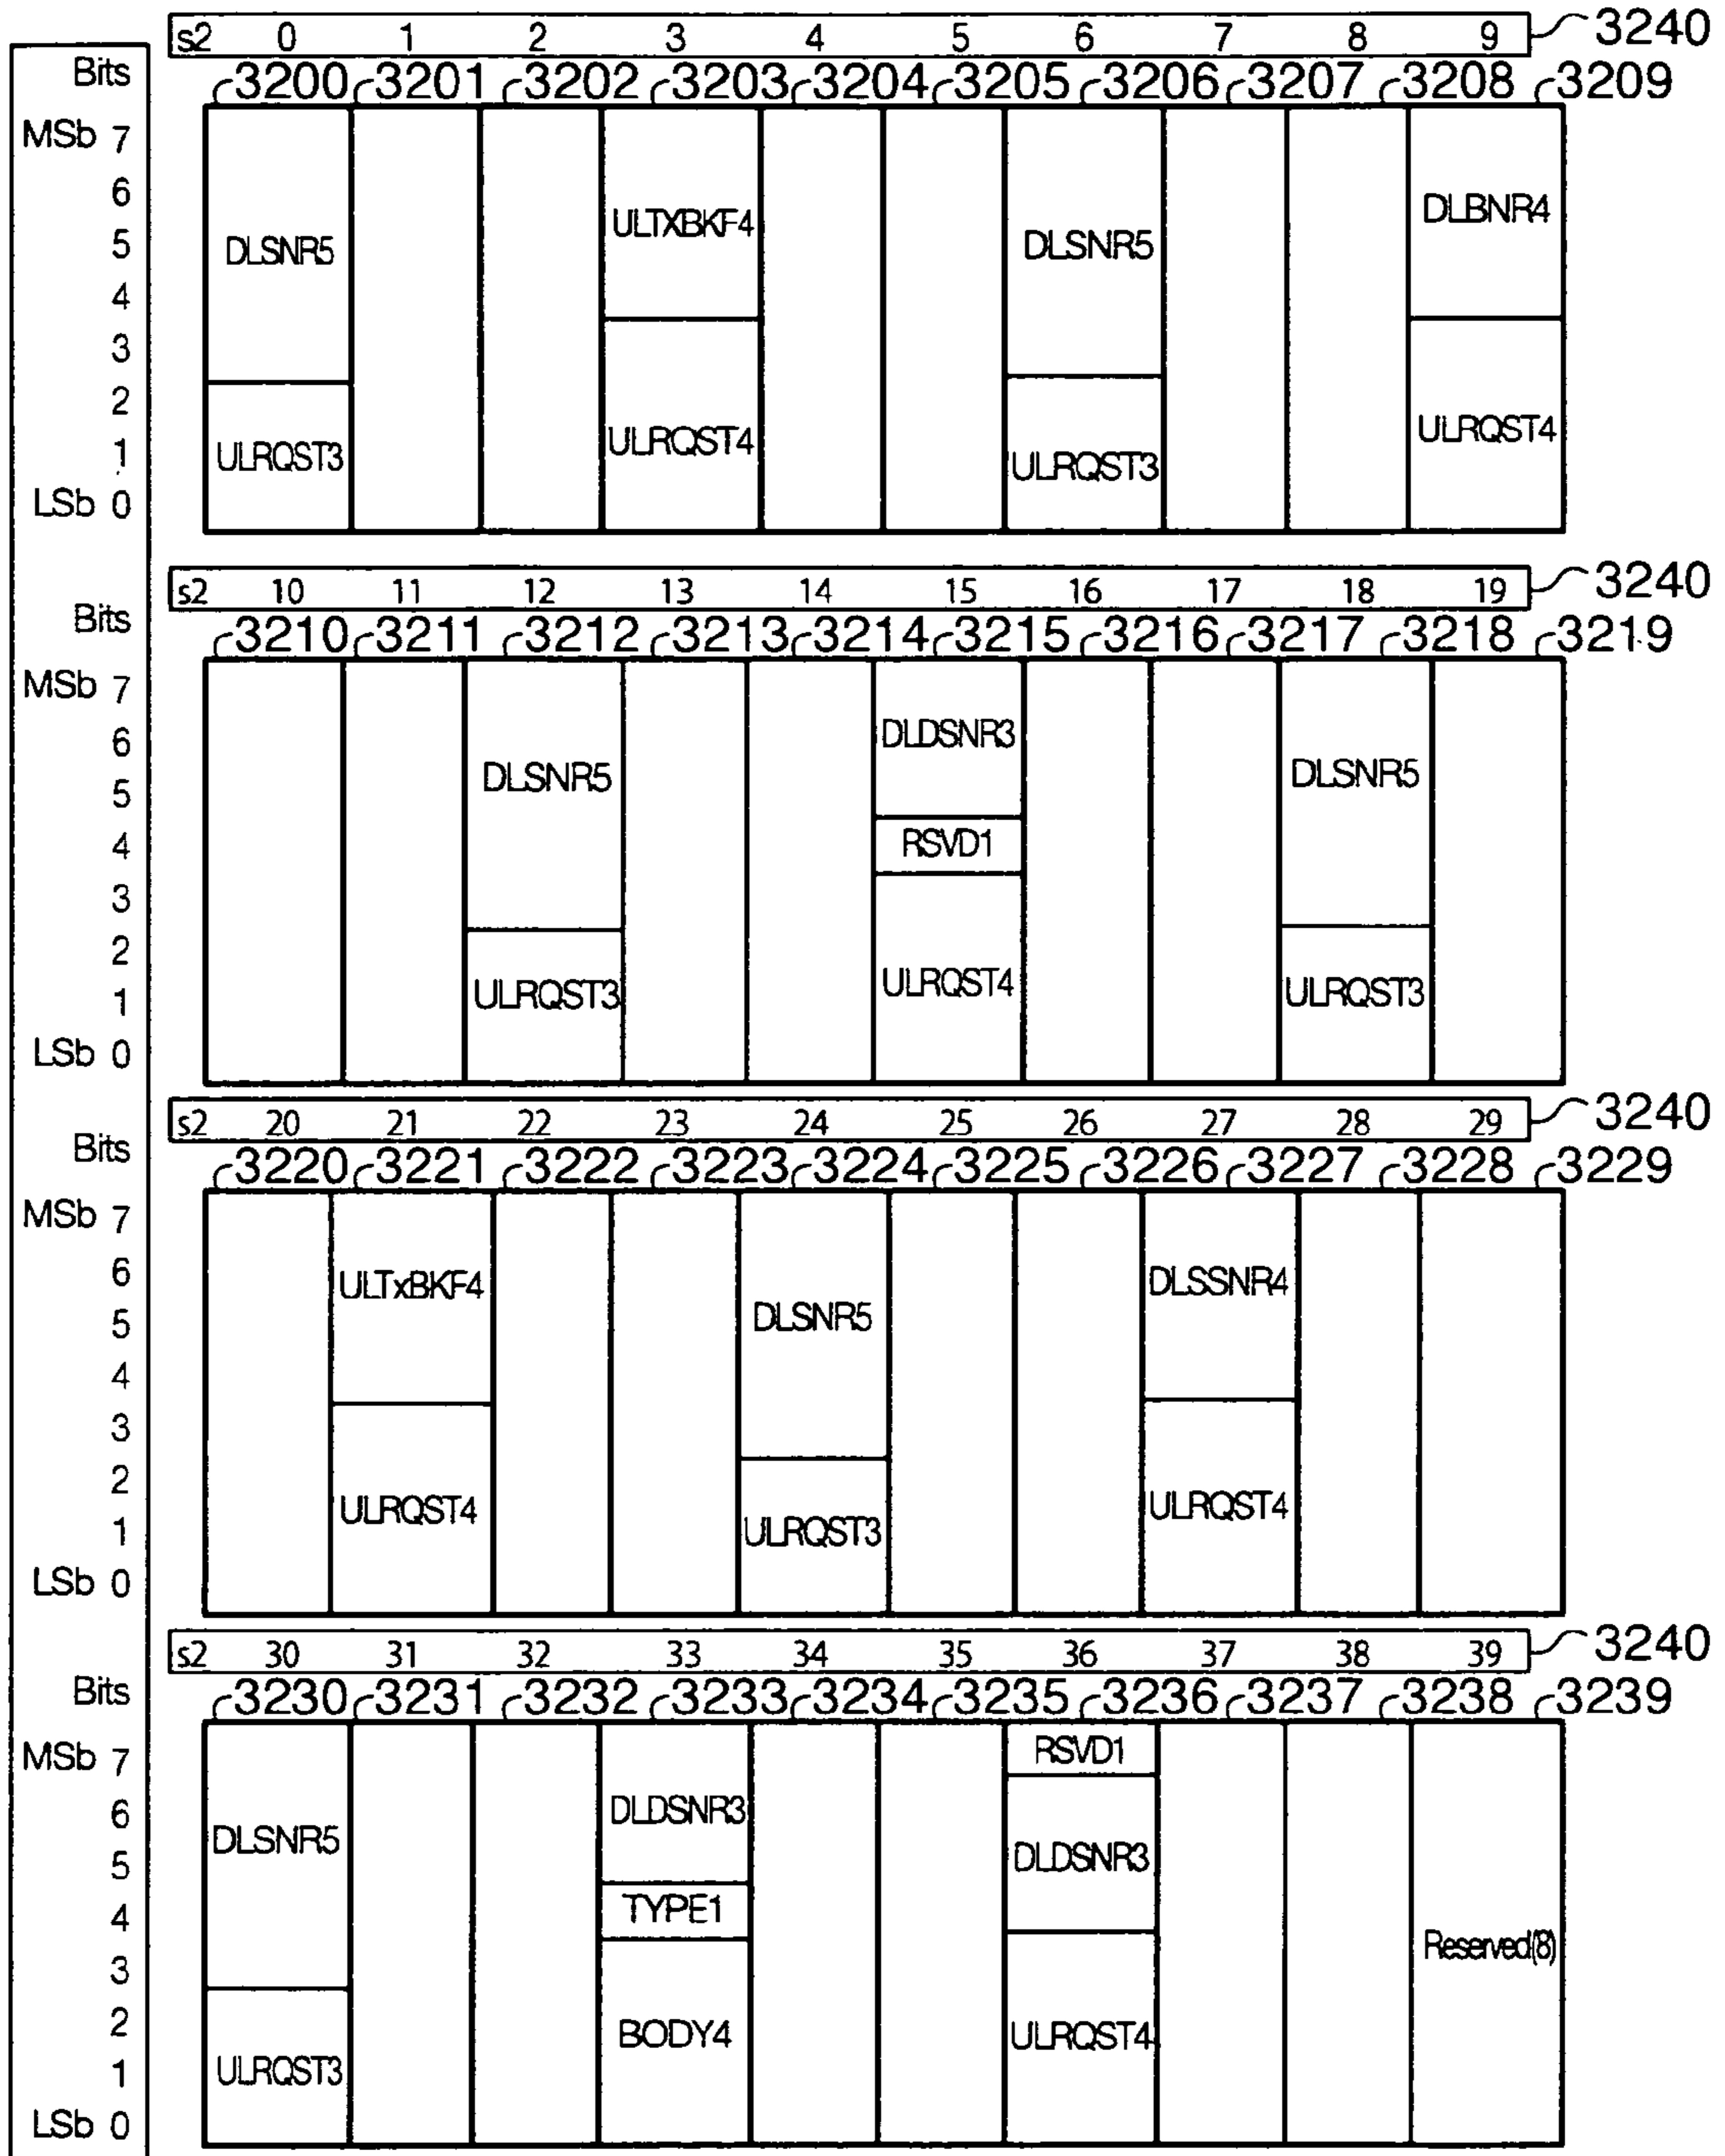 s2 0 1 2 3 4 5 6 7 8 9 3240
Bits 3200 3201 3202 3203 3204 3205 3206 3207 3208 3209
MSb 7
6 DLBNR4
5 DLSNR5 ULTXBKF4 DLSNR5
4
3
2
1 ULRQST3 ULRQST4 ULRQST3 ULRQST4
LSb 0
s2 10 11 12 13 14 15 16 17 18 19 3240
Bits 3210 3211 3212 3213 3214 3215 3216 3217 3218 3219
MSb 7
6 DLDSNR3
5 DLSNR5 DLSNR5
4 RSVD1
3
2
1 ULRQST3 ULRQST4 ULRQST3
LSb 0
s2 20 21 22 23 24 25 26 27 28 29 3240
Bits 3220 3221 3222 3223 3224 3225 3226 3227 3228 3229
MSb 7
6 ULTxBKF4 DLSSNR4
5 DLSNR5
4
3
2
1 ULRQST4 ULRQST3 ULRQST4
LSb 0
s2 30 31 32 33 34 35 36 37 38 39 3240
Bits 3230 3231 3232 3233 3234 3235 3236 3237 3238 3239
MSb 7 RSVD1
6 DLDSNR3
5 DLSNR5 DLDSNR3
4 TYPE1
3 Reserved(8)
2 BODY4 ULRQST4
1 ULRQST3
LSb 0